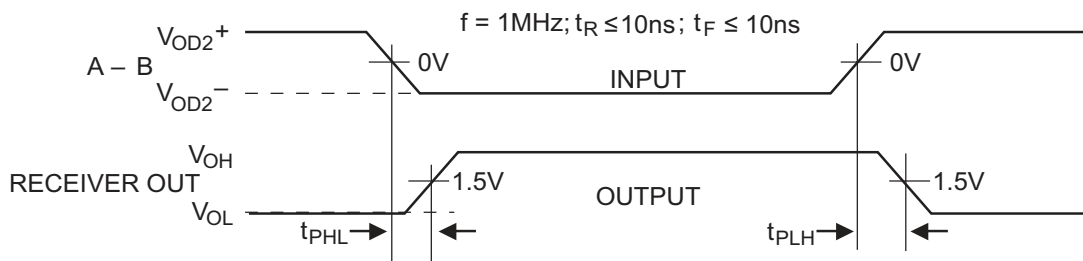 f = 1MHz; tR ≤ 10ns; tF ≤ 10ns
VOD2+
A – B
0V
INPUT
0V
VOD2–
VOH
RECEIVER OUT
1.5V
OUTPUT
1.5V
VOL
tPHL
tPLH